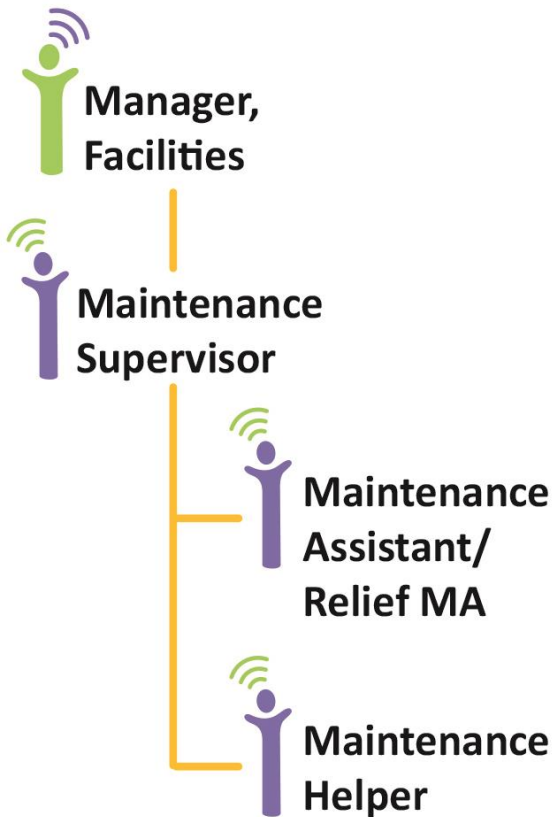 Manager,
Facilities
Maintenance
Supervisor
Maintenance
Assistant/
Relief MA
Maintenance
Helper